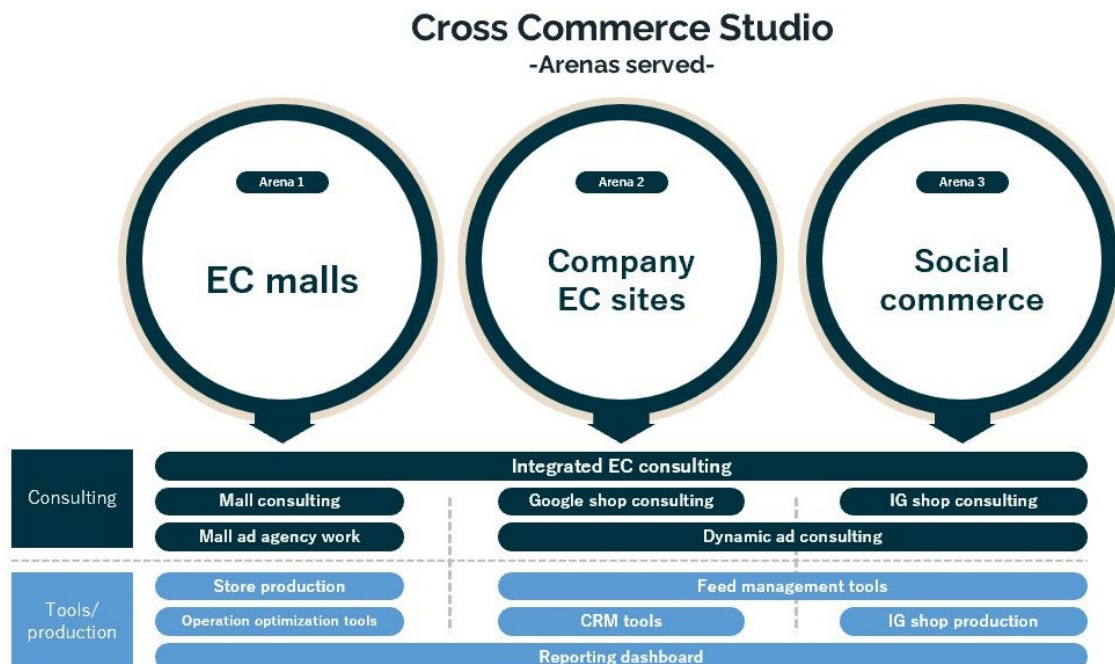 Cross Commerce Studio
-Arenas served-
Arena 1
EC malls
Arena 2
Company
EC sites
Arena 3
Social
commerce
Consulting
Integrated EC consulting
Mall consulting
Google shop consulting
IG shop consulting
Mall ad agency work
Dynamic ad consulting
Tools/
production
Store production
Feed management tools
Operation optimization tools
CRM tools
IG shop production
Reporting dashboard